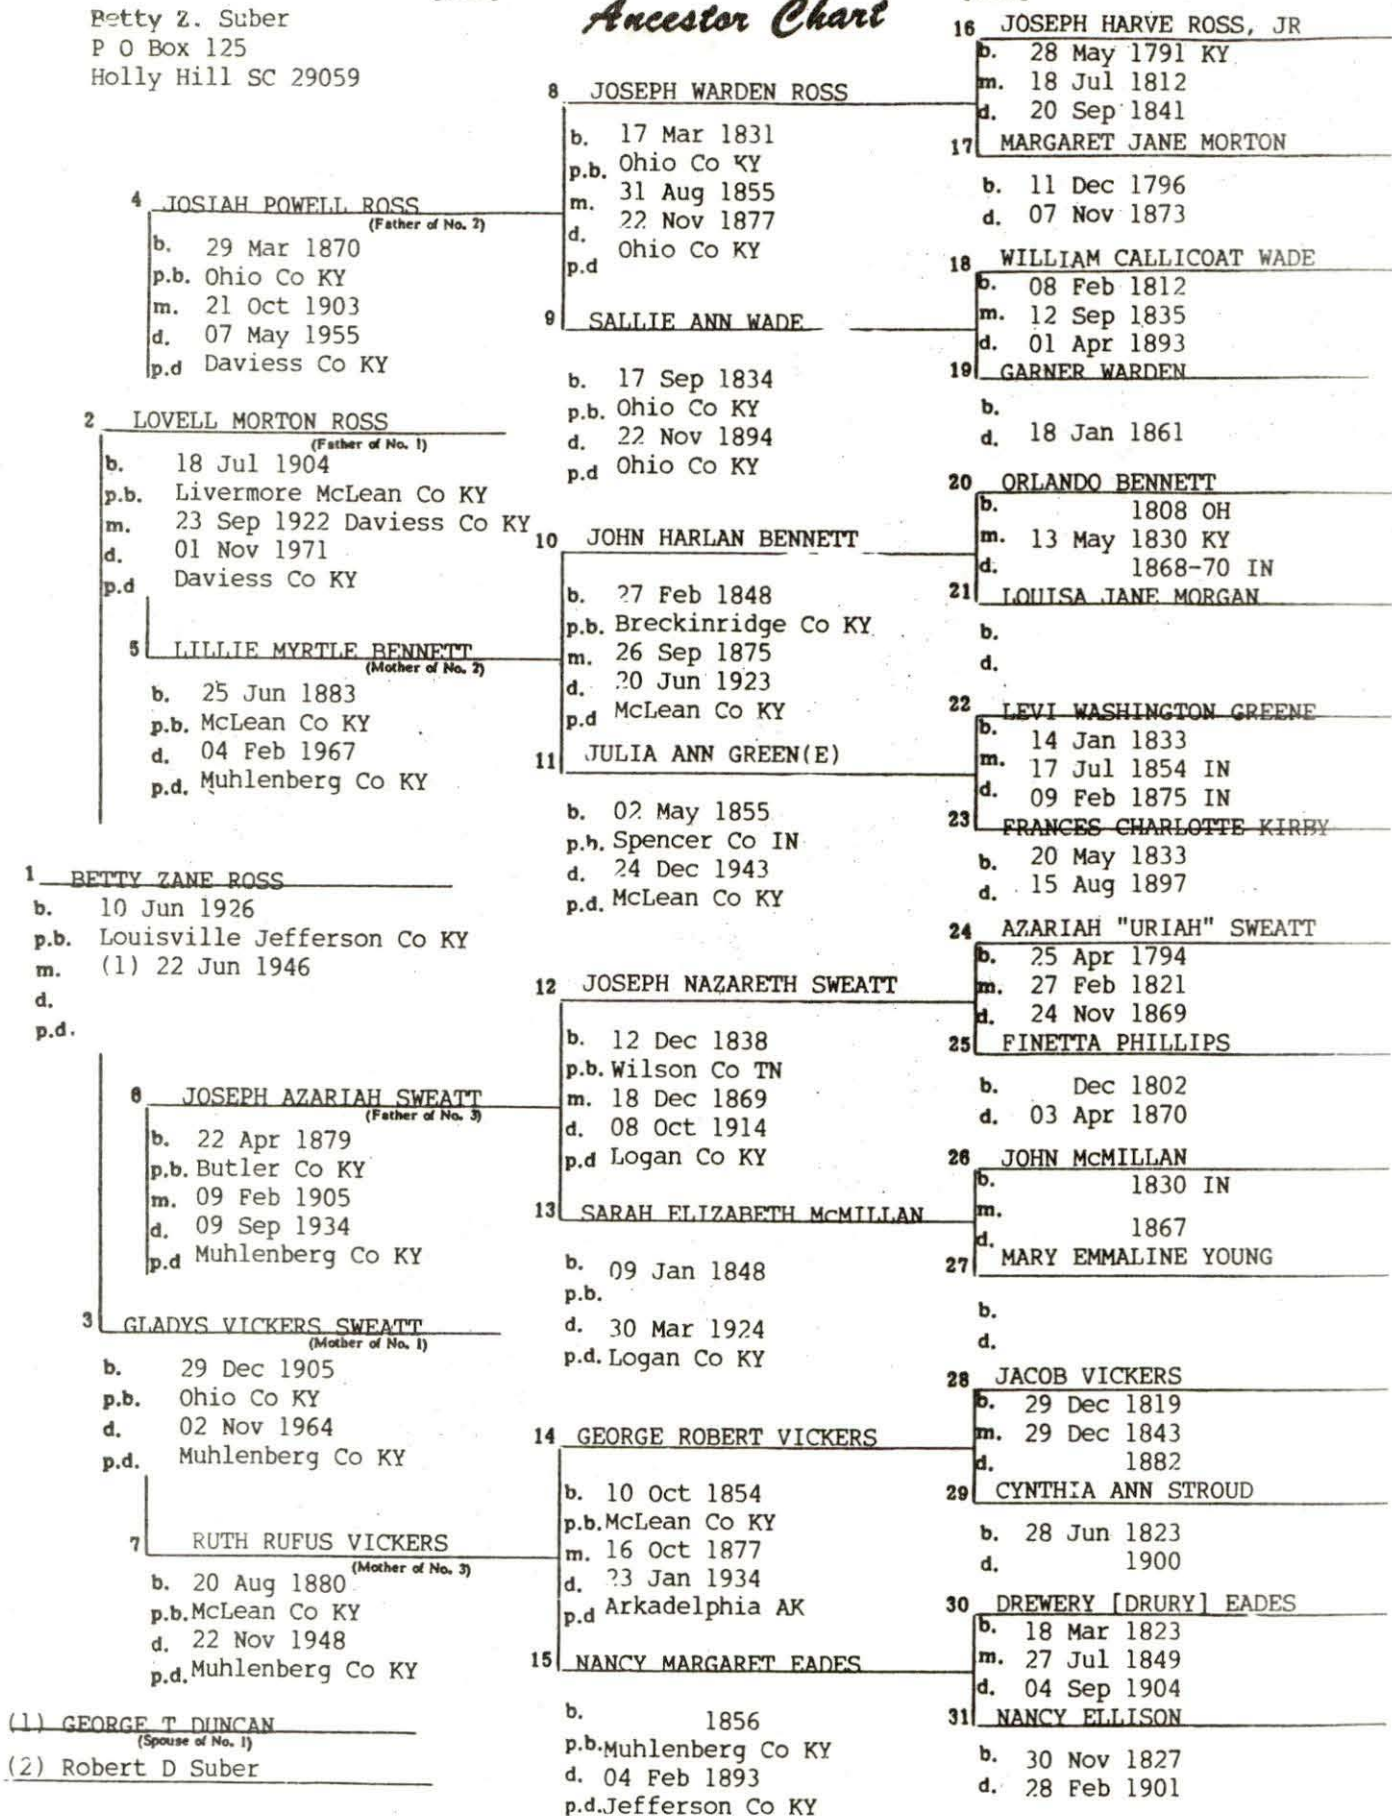 Betty Z. Suber
P O Box 125
Holly Hill SC 29059
Ancestor Chart
16 JOSEPH HARVE ROSS, JR
b. 28 May 1791 KY
m. 18 Jul 1812
d. 20 Sep 1841
17 MARGARET JANE MORTON
b. 11 Dec 1796
d. 07 Nov 1873
8 JOSEPH WARDEN ROSS
b. 17 Mar 1831
p.b. Ohio Co KY
m. 31 Aug 1855
d. 22 Nov 1877
p.d Ohio Co KY
4 JOSIAH POWELL ROSS
(Father of No. 2)
b. 29 Mar 1870
p.b. Ohio Co KY
m. 21 Oct 1903
d. 07 May 1955
p.d Daviess Co KY
18 WILLIAM CALLICOAT WADE
b. 08 Feb 1812
m. 12 Sep 1835
d. 01 Apr 1893
19 GARNER WARDEN
b.
d. 18 Jan 1861
9 SALLIE ANN WADE
b. 17 Sep 1834
p.b. Ohio Co KY
d. 22 Nov 1894
p.d Ohio Co KY
2 LOVELL MORTON ROSS
(Father of No. 1)
b. 18 Jul 1904
p.b. Livermore McLean Co KY
m. 23 Sep 1922 Daviess Co KY
d. 01 Nov 1971
p.d Daviess Co KY
20 ORLANDO BENNETT
b. 1808 OH
m. 13 May 1830 KY
d. 1868-70 IN
21 LOUISA JANE MORGAN
b.
d.
10 JOHN HARLAN BENNETT
b. 27 Feb 1848
p.b. Breckinridge Co KY
m. 26 Sep 1875
d. 20 Jun 1923
p.d McLean Co KY
5 LILLIE MYRTLE BENNETT
(Mother of No. 2)
b. 25 Jun 1883
p.b. McLean Co KY
d. 04 Feb 1967
p.d. Muhlenberg Co KY
22 LEVI WASHINGTON GREENE
b. 14 Jan 1833
m. 17 Jul 1854 IN
d. 09 Feb 1875 IN
23 FRANCES CHARLOTTE KIRBY
b. 20 May 1833
d. 15 Aug 1897
11 JULIA ANN GREEN(E)
b. 02 May 1855
p.b. Spencer Co IN
d. 24 Dec 1943
p.d. McLean Co KY
1 BETTY ZANE ROSS
b. 10 Jun 1926
p.b. Louisville Jefferson Co KY
m. (1) 22 Jun 1946
d.
p.d.
24 AZARIAH "URIAH" SWEATT
b. 25 Apr 1794
m. 27 Feb 1821
d. 24 Nov 1869
25 FINETTA PHILLIPS
b. Dec 1802
d. 03 Apr 1870
12 JOSEPH NAZARETH SWEATT
b. 12 Dec 1838
p.b. Wilson Co TN
m. 18 Dec 1869
d. 08 Oct 1914
p.d Logan Co KY
6 JOSEPH AZARIAH SWEATT
(Father of No. 3)
b. 22 Apr 1879
p.b. Butler Co KY
m. 09 Feb 1905
d. 09 Sep 1934
p.d Muhlenberg Co KY
26 JOHN McMILLAN
b. 1830 IN
m.
d. 1867
27 MARY EMMALINE YOUNG
b.
d.
13 SARAH ELIZABETH McMILLAN
b. 09 Jan 1848
p.b.
d. 30 Mar 1924
p.d. Logan Co KY
3 GLADYS VICKERS SWEATT
(Mother of No. 1)
b. 29 Dec 1905
p.b. Ohio Co KY
d. 02 Nov 1964
p.d. Muhlenberg Co KY
28 JACOB VICKERS
b. 29 Dec 1819
m. 29 Dec 1843
d. 1882
29 CYNTHIA ANN STROUD
b. 28 Jun 1823
d. 1900
14 GEORGE ROBERT VICKERS
b. 10 Oct 1854
p.b. McLean Co KY
m. 16 Oct 1877
d. 23 Jan 1934
p.d Arkadelphia AK
7 RUTH RUFUS VICKERS
(Mother of No. 3)
b. 20 Aug 1880
p.b. McLean Co KY
d. 22 Nov 1948
p.d. Muhlenberg Co KY
30 DREWERY [DRURY] EADES
b. 18 Mar 1823
m. 27 Jul 1849
d. 04 Sep 1904
31 NANCY ELLISON
b. 30 Nov 1827
d. 28 Feb 1901
15 NANCY MARGARET EADES
b. 1856
p.b. Muhlenberg Co KY
d. 04 Feb 1893
p.d. Jefferson Co KY
(1) GEORGE T DUNCAN
(Spouse of No. 1)
(2) Robert D Suber